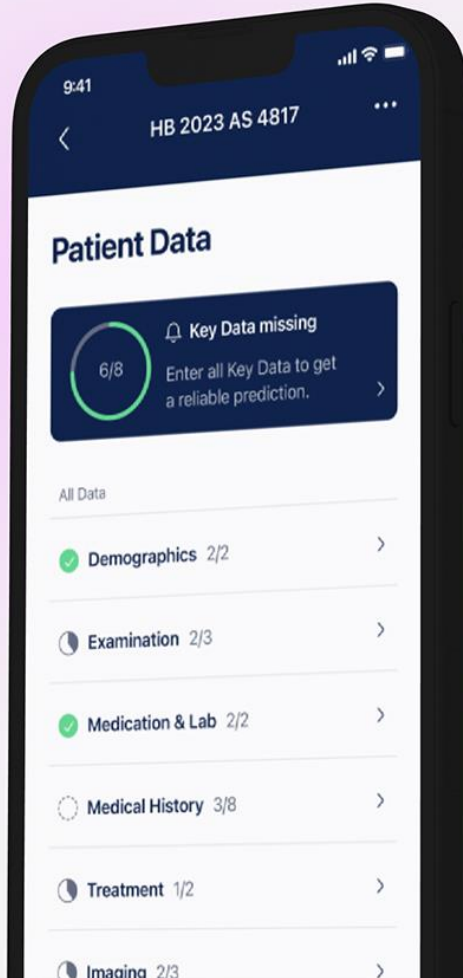 9:41
HB 2023 AS 4817
Patient Data
6/8
Key Data missing
Enter all Key Data to get
a reliable prediction.
All Data
Demographics 2/2
Examination 2/3
Medication & Lab 2/2
Medical History 3/8
Treatment 1/2
Imaging 2/3